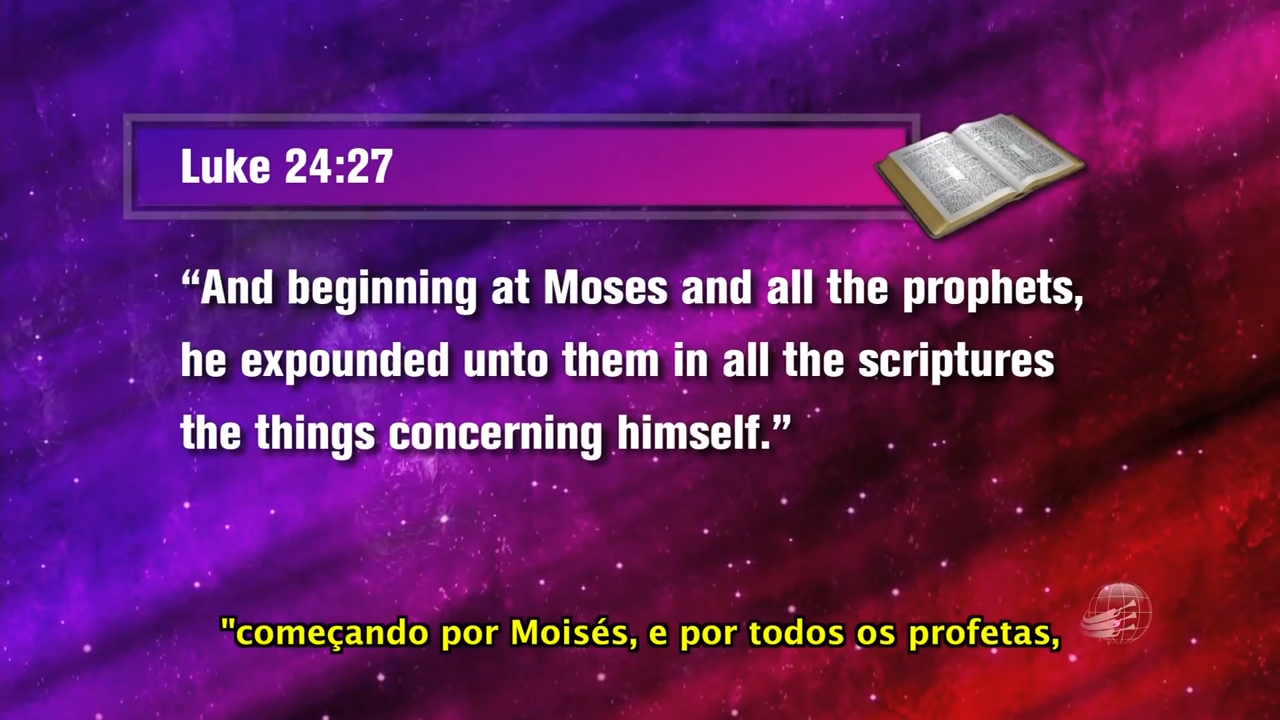 Luke 24:27
“And beginning at Moses and all the prophets,
he expounded unto them in all the scriptures
the things concerning himself.”
"começando por Moisés, e por todos os profetas,